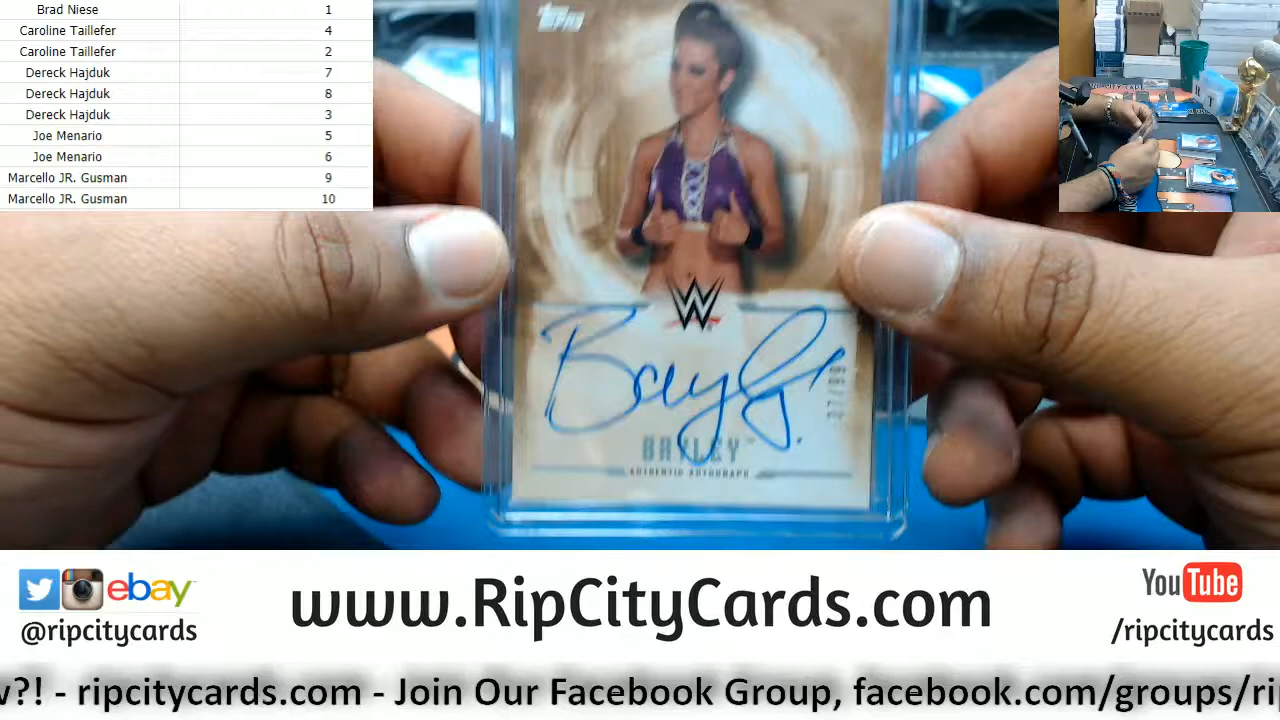 Brad Niese 1
Caroline Taillefer 4
Caroline Taillefer 2
Dereck Hajduk 7
Dereck Hajduk 8
Dereck Hajduk 3
Joe Menario 5
Joe Menario 6
Marcello JR. Gusman 9
Marcello JR. Gusman 10
Topps
W
Bayley
BAYLEY
AUTHENTIC AUTOGRAPH
ebay
@ripcitycards
www.RipCityCards.com
YouTube
/ripcitycards
w?! - ripcitycards.com - Join Our Facebook Group, facebook.com/groups/rip